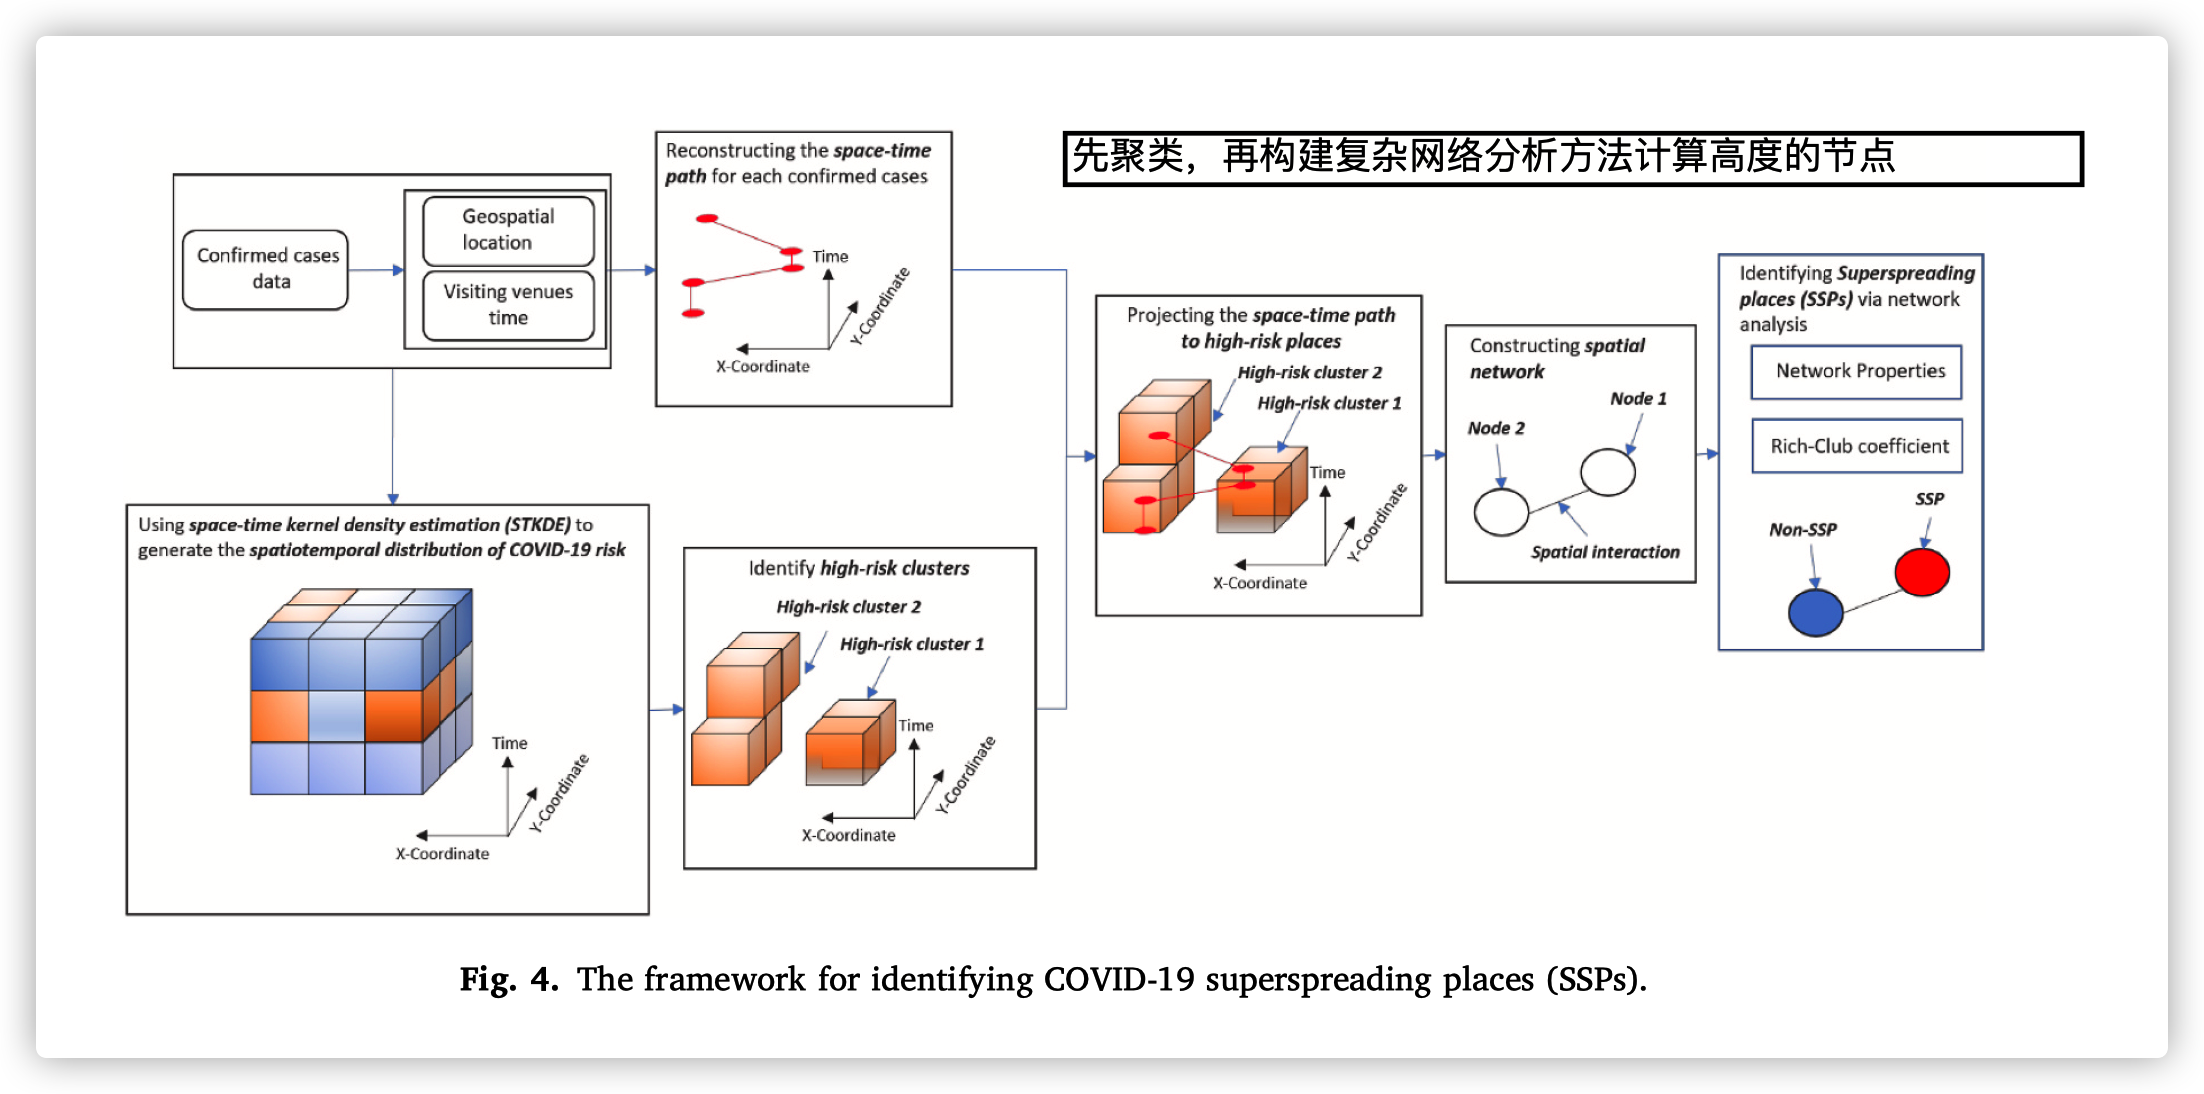 Confirmed cases
data
Geospatial
location
Visiting venues
time
Reconstructing the space-time
path for each confirmed cases
Time
Y-Coordinate
X-Coordinate
先聚类，再构建复杂网络分析方法计算高度的节点
Using space-time kernel density estimation (STKDE) to
generate the spatiotemporal distribution of COVID-19 risk
Time
Y-Coordinate
X-Coordinate
Identify high-risk clusters
High-risk cluster 2
High-risk cluster 1
Time
Y-Coordinate
X-Coordinate
Projecting the space-time path
to high-risk places
High-risk cluster 2
High-risk cluster 1
Time
Y-Coordinate
X-Coordinate
Constructing spatial
network
Node 1
Node 2
Spatial interaction
Identifying Superspreading
places (SSPs) via network
analysis
Network Properties
Rich-Club coefficient
SSP
Non-SSP
Fig. 4. The framework for identifying COVID-19 superspreading places (SSPs).